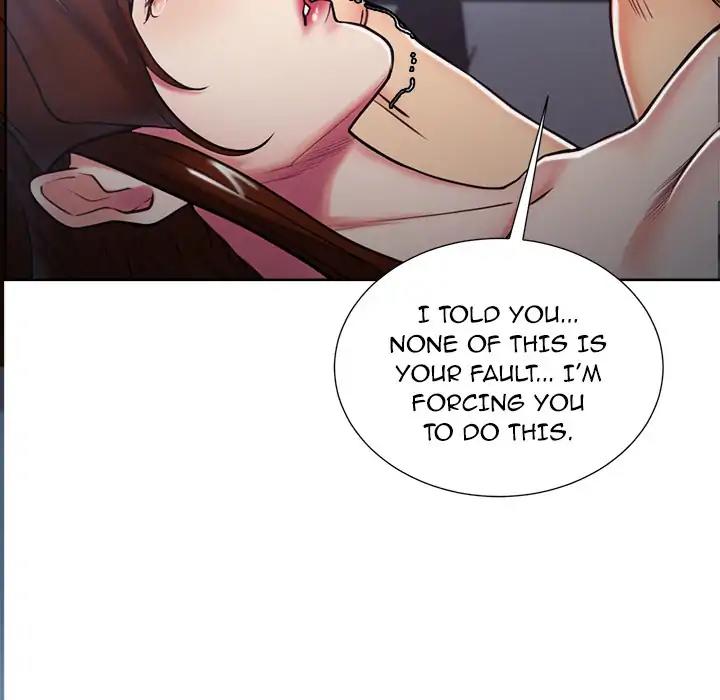 I TOLD YOU...
NONE OF THIS IS
YOUR FAULT... I'M
FORCING YOU
TO DO THIS.